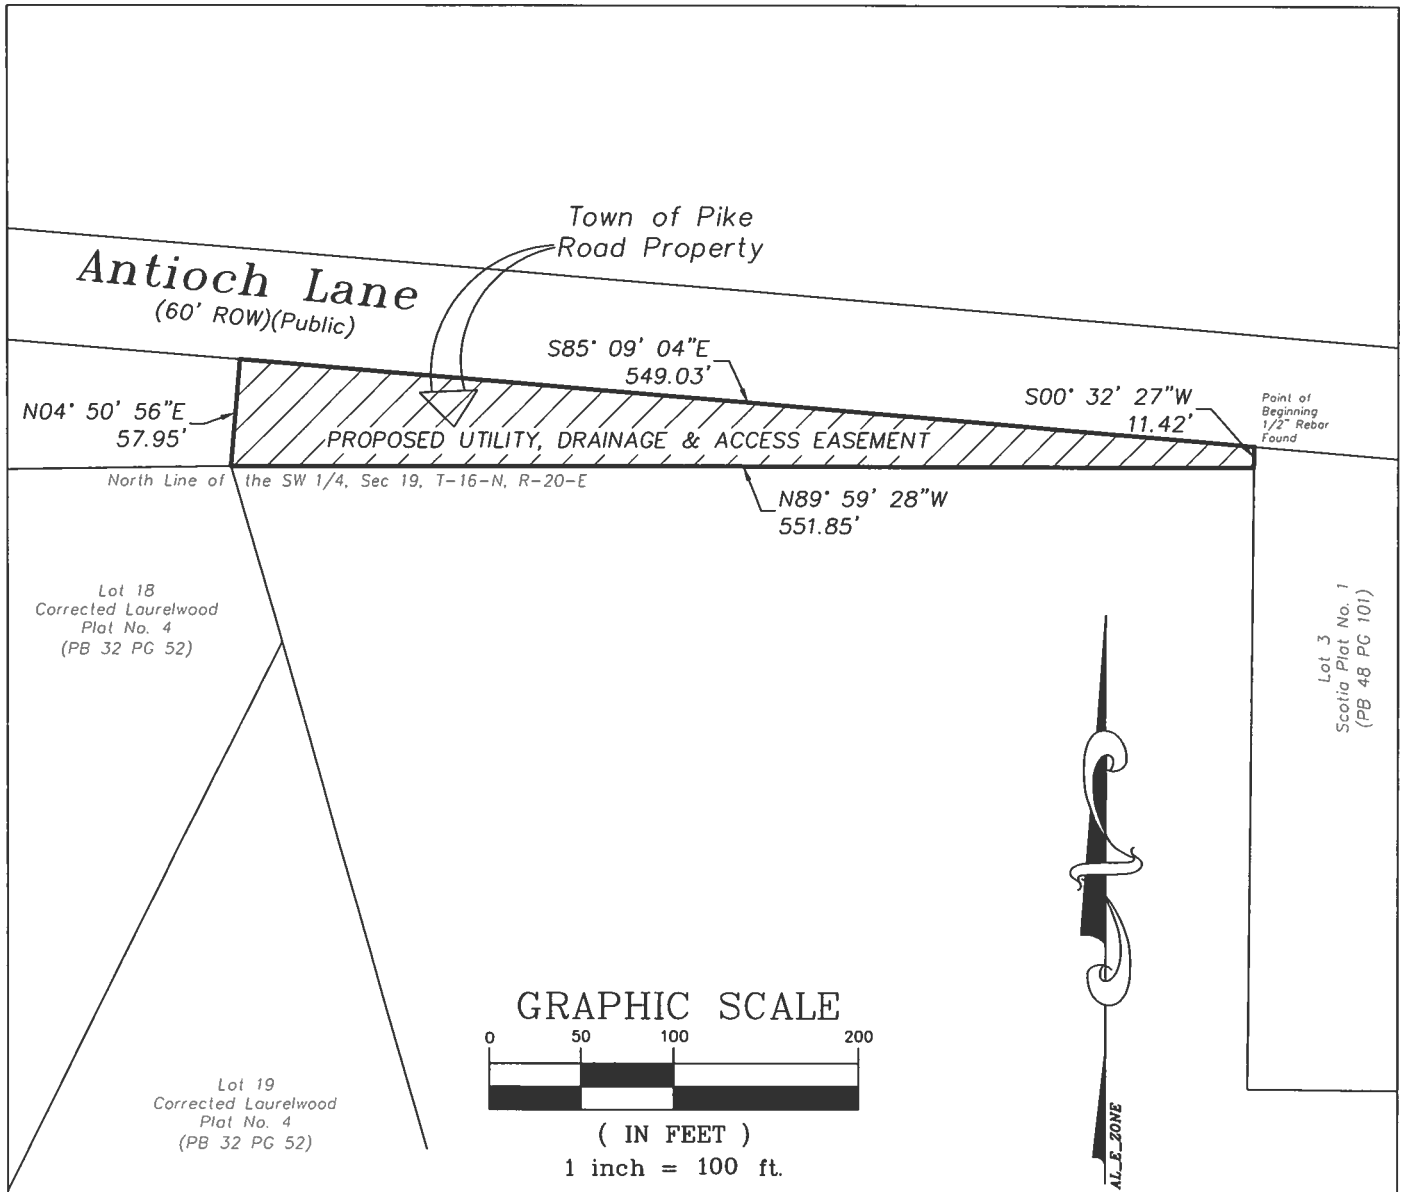 Town of Pike
Road Property
Antioch Lane
(60' ROW)(Public)
S85° 09' 04"E
549.03'
S00° 32' 27"W
11.42'
Point of
Beginning
1/2" Rebar
Found
N04° 50' 56"E
57.95'
PROPOSED UTILITY, DRAINAGE & ACCESS EASEMENT
North Line of the SW 1/4, Sec 19, T-16-N, R-20-E
N89° 59' 28"W
551.85'
Lot 18
Corrected Laurelwood
Plat No. 4
(PB 32 PG 52)
Lot 3
Scotia Plat No. 1
(PB 48 PG 101)
GRAPHIC SCALE
0 50 100 200
( IN FEET )
1 inch = 100 ft.
Lot 19
Corrected Laurelwood
Plat No. 4
(PB 32 PG 52)
AL_E_ZONE